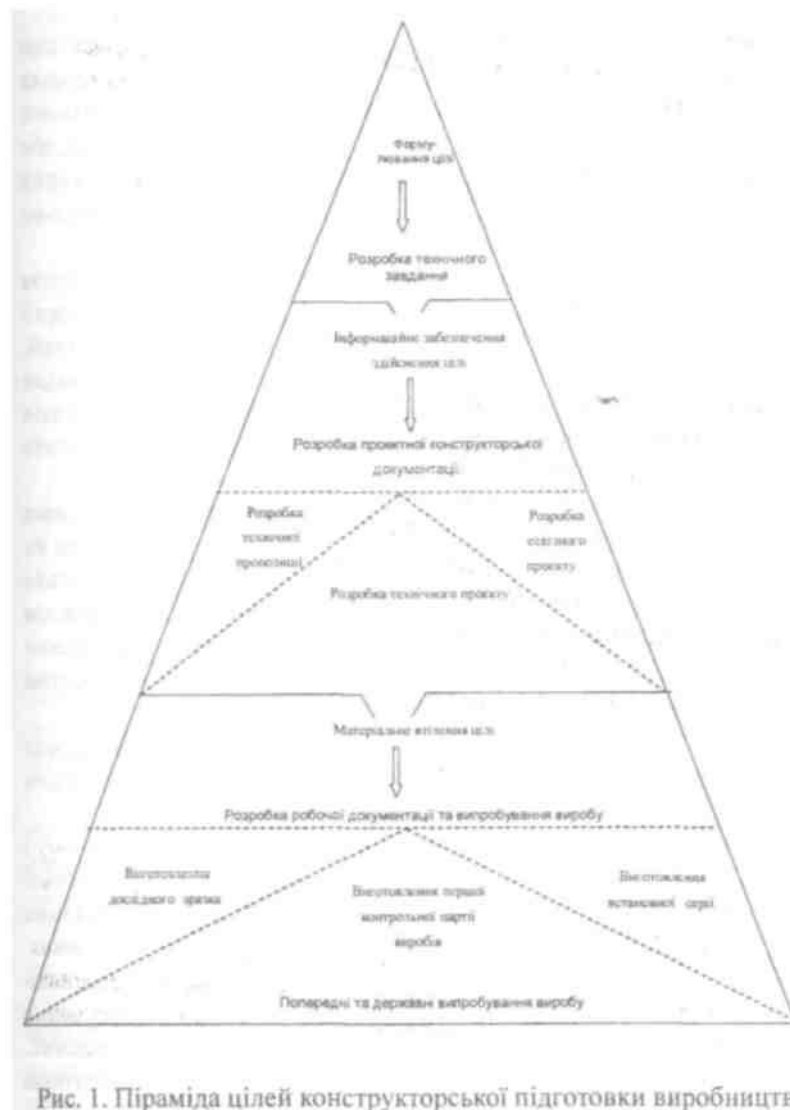 Форму-
лювання цілі
Розробка технічного
завдання
Інформаційне забезпечення
здійснення цілі
Розробка проектної конструкторської
документації
Розробка
технічної
пропозиції
Розробка
ескізного
проекту
Розробка технічного проекту
Матеріальне втілення цілі
Розробка робочої документації та випробування виробу
Виготовлення
дослідного зразка
Виготовлення першої
контрольної партії
виробів
Виготовлення
встановної серії
Попередні та державні випробування виробу
Рис. 1. Піраміда цілей конструкторської підготовки виробництв